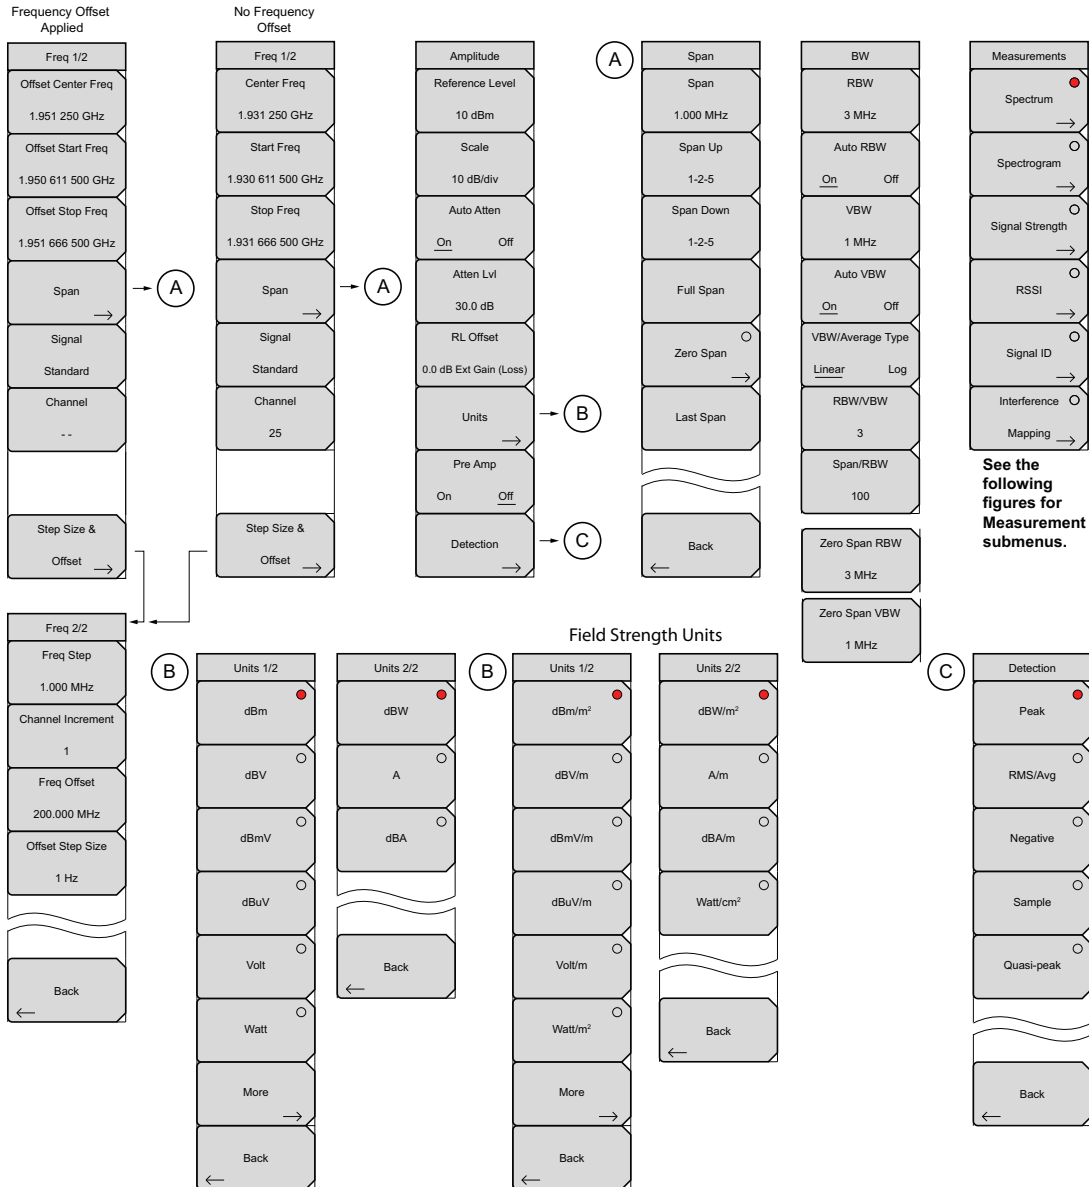 Frequency Offset
Applied
Freq 1/2
Offset Center Freq
1.951 250 GHz
Offset Start Freq
1.950 611 500 GHz
Offset Stop Freq
1.951 666 500 GHz
Span
A
Signal
Standard
Channel
- -
Step Size &
Offset
Freq 2/2
Freq Step
1.000 MHz
Channel Increment
1
Freq Offset
200.000 MHz
Offset Step Size
1 Hz
Back
No Frequency
Offset
Freq 1/2
Center Freq
1.931 250 GHz
Start Freq
1.930 611 500 GHz
Stop Freq
1.931 666 500 GHz
Span
A
Signal
Standard
Channel
25
Step Size &
Offset
Amplitude
Reference Level
10 dBm
Scale
10 dB/div
Auto Atten
On Off
Atten Lvl
30.0 dB
RL Offset
0.0 dB Ext Gain (Loss)
Units
B
Pre Amp
On Off
Detection
C
A
Span
Span
1.000 MHz
Span Up
1-2-5
Span Down
1-2-5
Full Span
Zero Span
Last Span
Back
BW
RBW
3 MHz
Auto RBW
On Off
VBW
1 MHz
Auto VBW
On Off
VBW/Average Type
Linear Log
RBW/VBW
3
Span/RBW
100
Zero Span RBW
3 MHz
Zero Span VBW
1 MHz
Measurements
Spectrum
Spectrogram
Signal Strength
RSSI
Signal ID
Interference
Mapping
See the
following
figures for
Measurement
submenus.
B
Units 1/2
dBm
dBV
dBmV
dBuV
Volt
Watt
More
Back
Units 2/2
dBW
A
dBA
Back
Field Strength Units
B
Units 1/2
dBm/m²
dBV/m
dBmV/m
dBuV/m
Volt/m
Watt/m²
More
Back
Units 2/2
dBW/m²
A/m
dBA/m
Watt/cm²
Back
C
Detection
Peak
RMS/Avg
Negative
Sample
Quasi-peak
Back